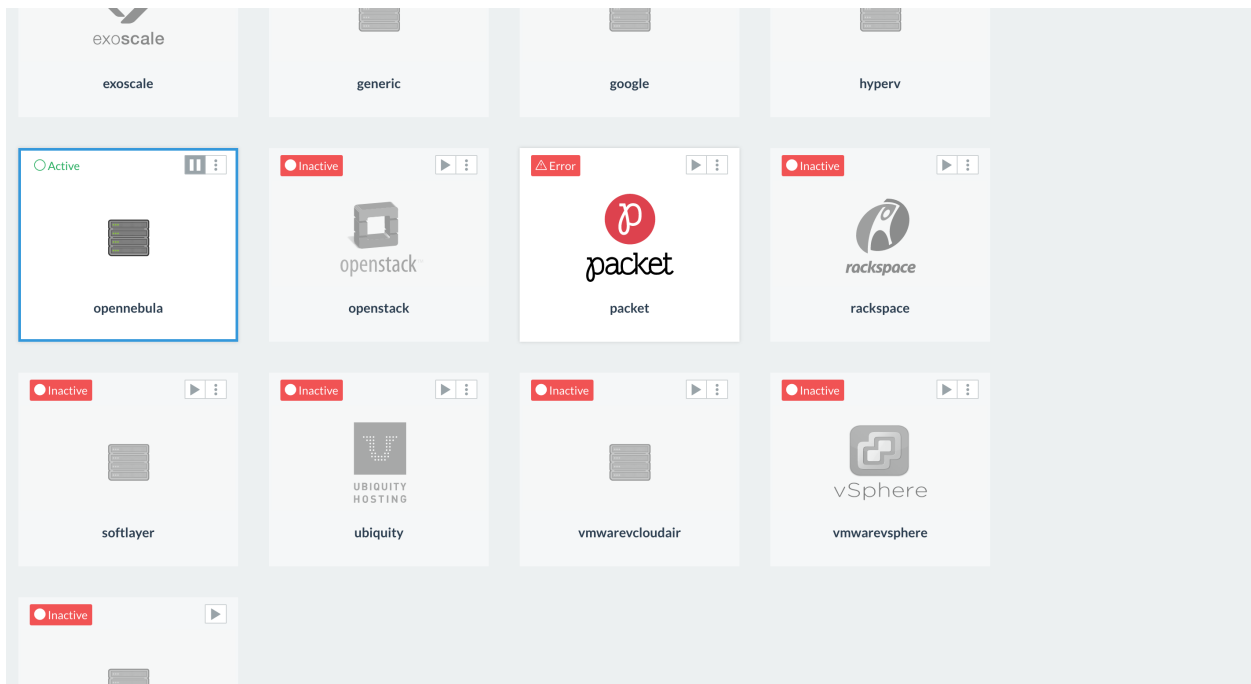 exoscale
exoscale
generic
google
hyperv
Active
Inactive
Error
Inactive
openstack
packet
rackspace
opennebula
openstack
packet
rackspace
Inactive
Inactive
Inactive
Inactive
UBIQUITY
HOSTING
vSphere
softlayer
ubiquity
vmwarevcloudair
vmwarevsphere
Inactive